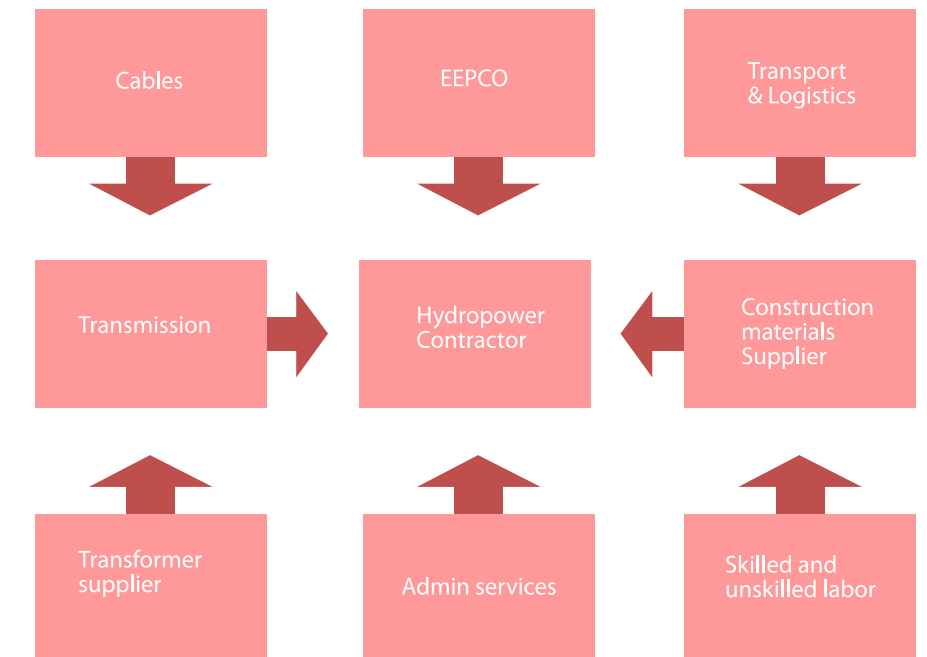 Cables
EEPCO
Transport
& Logistics
Transmission
Hydropower
Contractor
Construction
materials
Supplier
Transformer
supplier
Admin services
Skilled and
unskilled labor